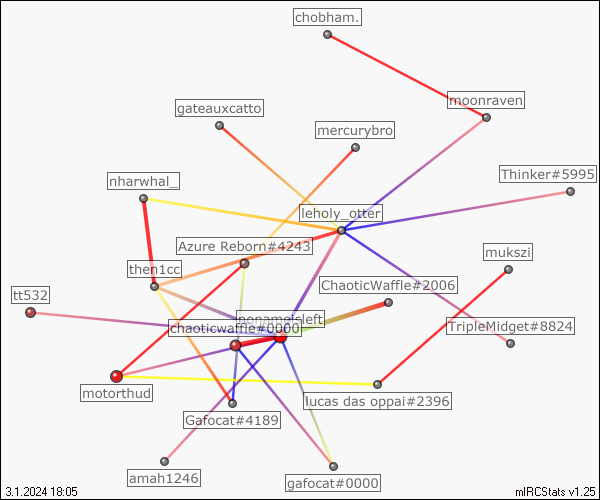 chobham.
moonraven
gateauxcatto
mercurybro
Thinker#5995
nharwhal_
leholy_otter
Azure Reborn#4243
mukszi
then1cc
ChaoticWaffle#2006
tt532
nonameisleft
chaoticwaffle#0000
TripleMidget#8824
motorthud
lucas das oppai#2396
Gafocat#4189
amah1246
gafocat#0000
3.1.2024 18:05
mIRCStats v1.25